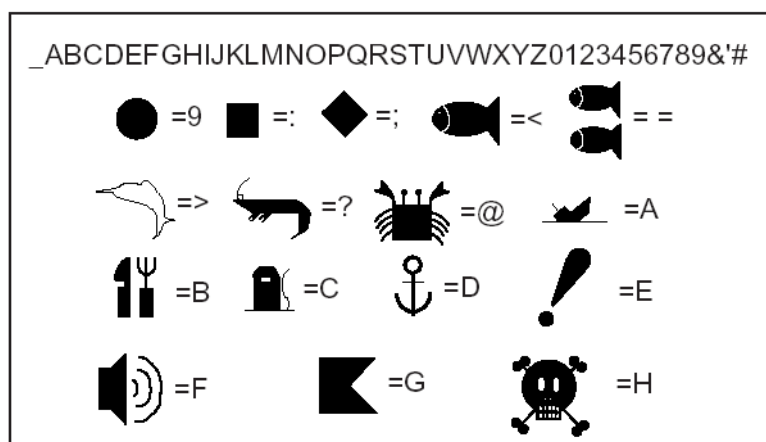 _ABCDEFGHIJKLMNOPQRSTUVWXYZ0123456789&'#
=9 =: =; =< = =
=> =? =@ =A
=B =C =D =E
=F =G =H